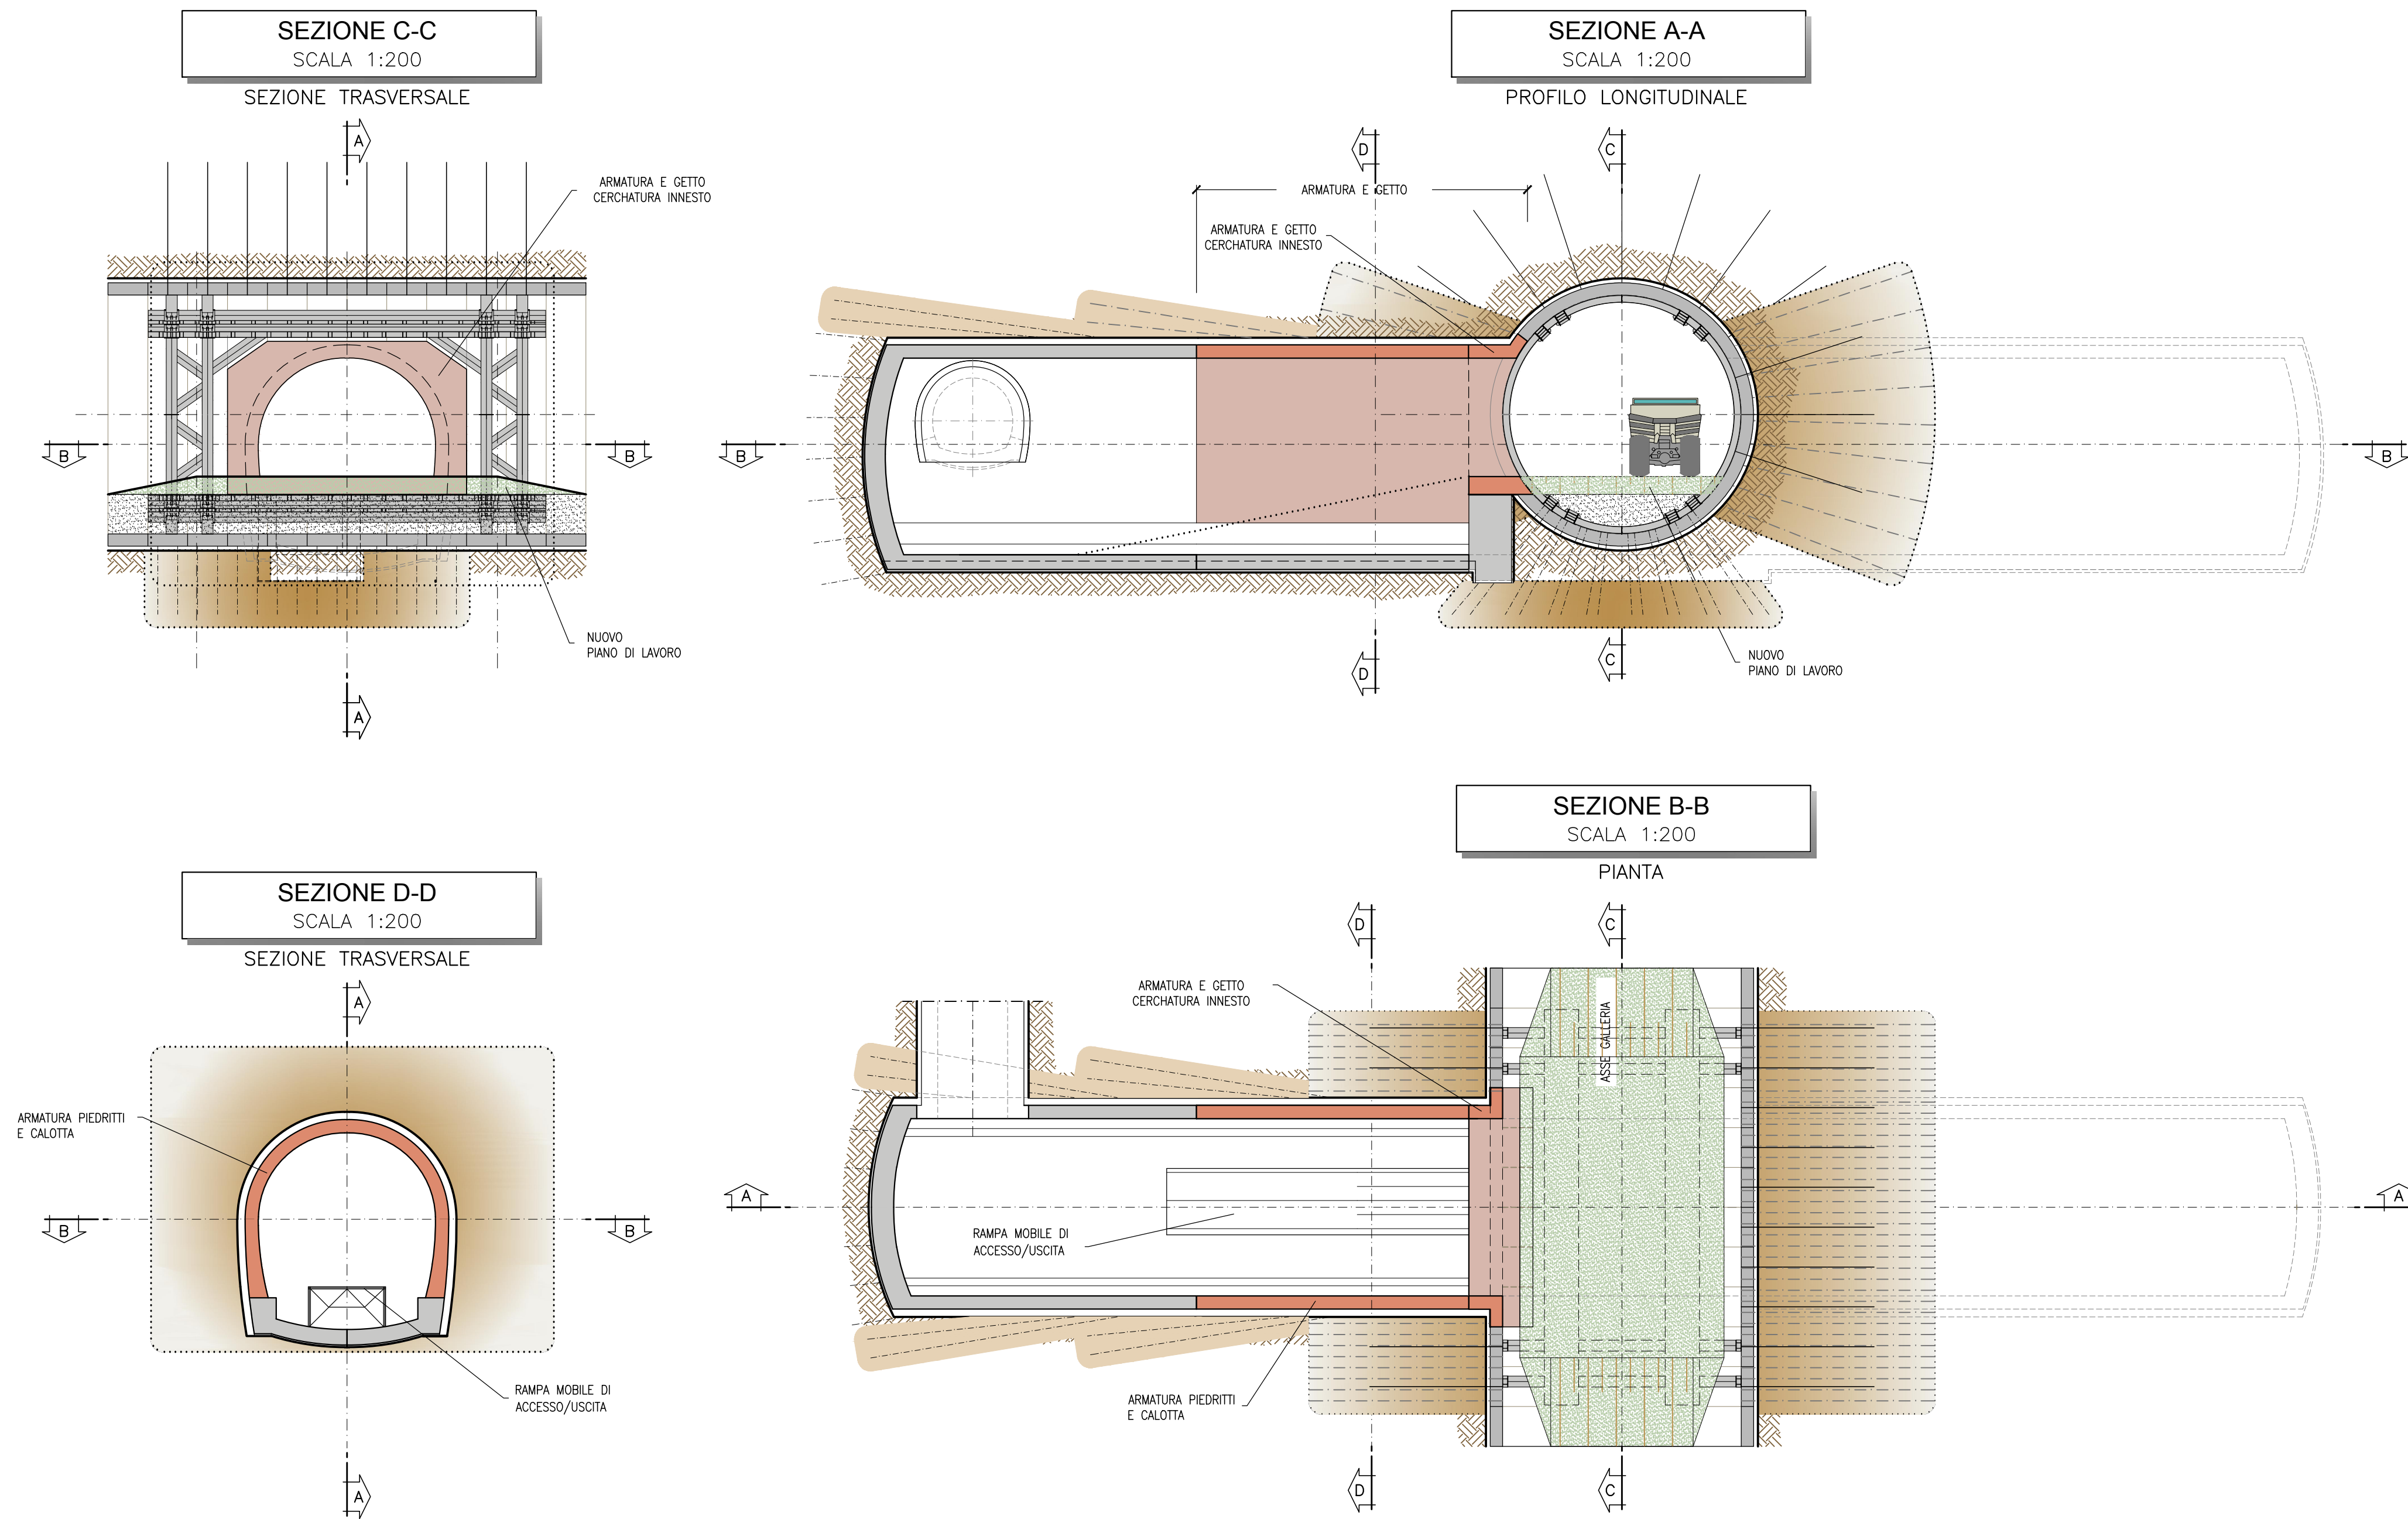 SEZIONE C-C
SCALA 1:200
SEZIONE TRASVERSALE
A
ARMATURA E GETTO
CERCHATURA INNESTO
B
B
NUOVO
PIANO DI LAVORO
A
SEZIONE A-A
SCALA 1:200
PROFILO LONGITUDINALE
D
C
ARMATURA E GETTO
ARMATURA E GETTO
CERCHATURA INNESTO
B
B
D
C
NUOVO
PIANO DI LAVORO
SEZIONE D-D
SCALA 1:200
SEZIONE TRASVERSALE
A
ARMATURA PIEDRITTI
E CALOTTA
B
B
RAMPA MOBILE DI
ACCESSO/USCITA
A
SEZIONE B-B
SCALA 1:200
PIANTA
D
C
ARMATURA E GETTO
CERCHATURA INNESTO
ASSE GALLERIA
A
A
RAMPA MOBILE DI
ACCESSO/USCITA
ARMATURA PIEDRITTI
E CALOTTA
D
C